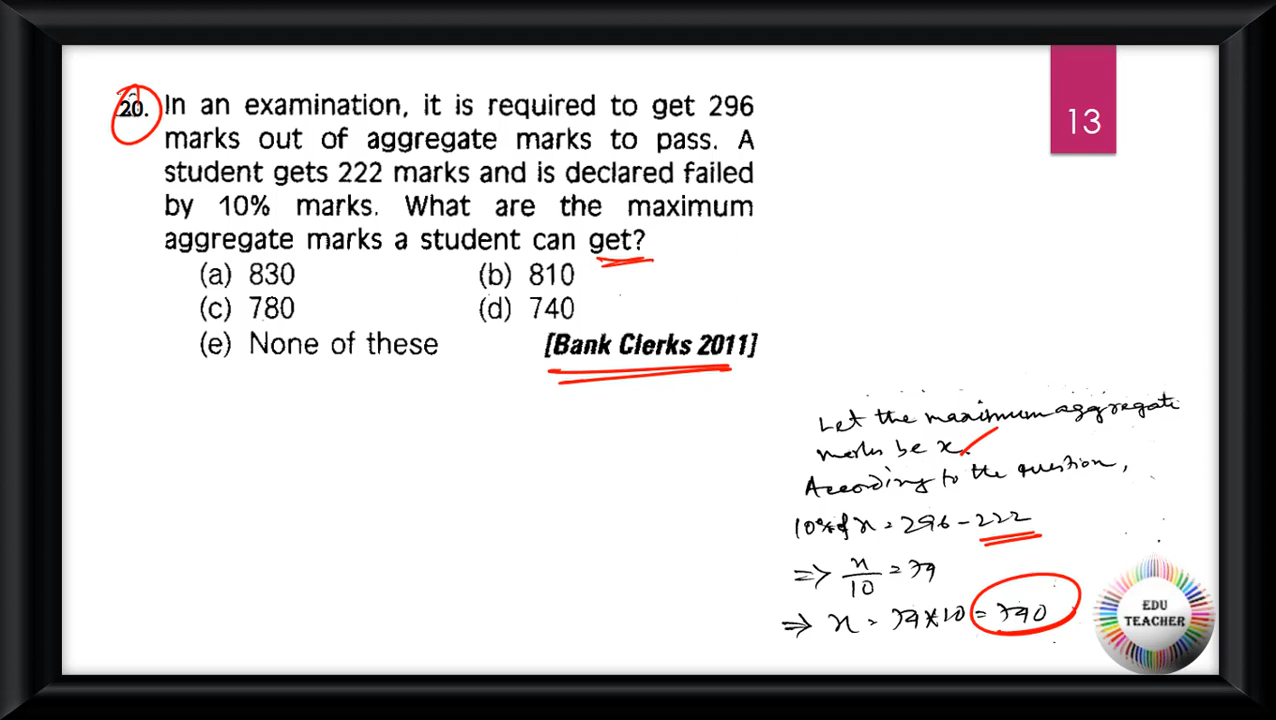 13
20. In an examination, it is required to get 296
marks out of aggregate marks to pass. A
student gets 222 marks and is declared failed
by 10% marks. What are the maximum
aggregate marks a student can get?
(a) 830 (b) 810
(c) 780 (d) 740
(e) None of these [Bank Clerks 2011]
Let the maximum aggregate
marks be x.
According to the question,
10% of x = 296 - 222
=> x/10 = 74
=> x = 74 * 10 = 740
EDU
TEACHER